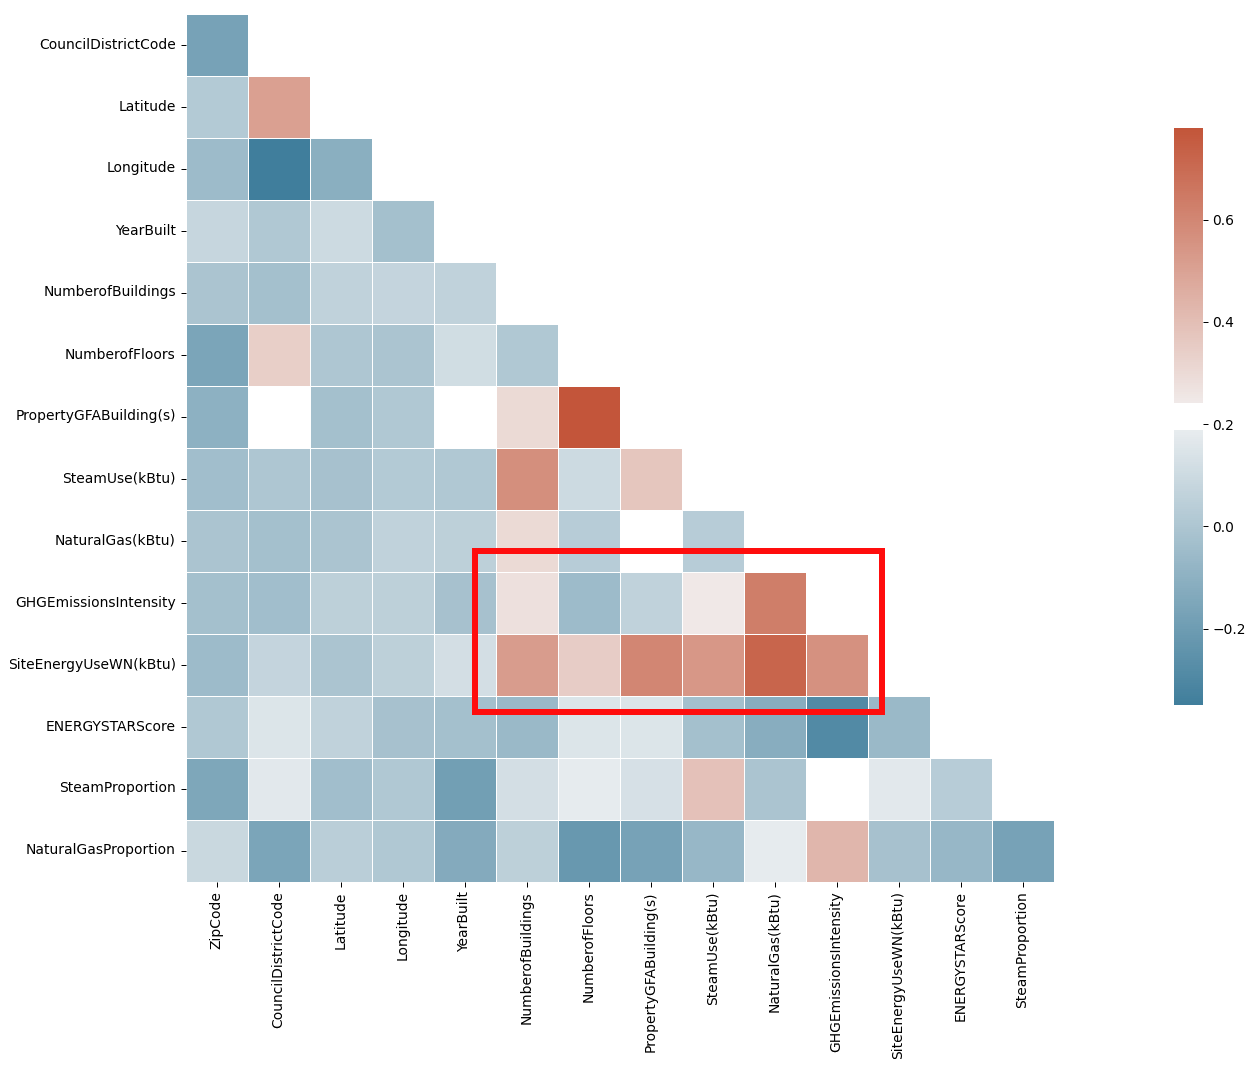 CouncilDistrictCode
Latitude
Longitude
YearBuilt
NumberofBuildings
NumberofFloors
PropertyGFABuilding(s)
SteamUse(kBtu)
NaturalGas(kBtu)
GHGEmissionsIntensity
SiteEnergyUseWN(kBtu)
ENERGYSTARScore
SteamProportion
NaturalGasProportion
ZipCode
CouncilDistrictCode
Latitude
Longitude
YearBuilt
NumberofBuildings
NumberofFloors
PropertyGFABuilding(s)
SteamUse(kBtu)
NaturalGas(kBtu)
GHGEmissionsIntensity
SiteEnergyUseWN(kBtu)
ENERGYSTARScore
SteamProportion
0.6
0.4
0.2
0.0
−0.2